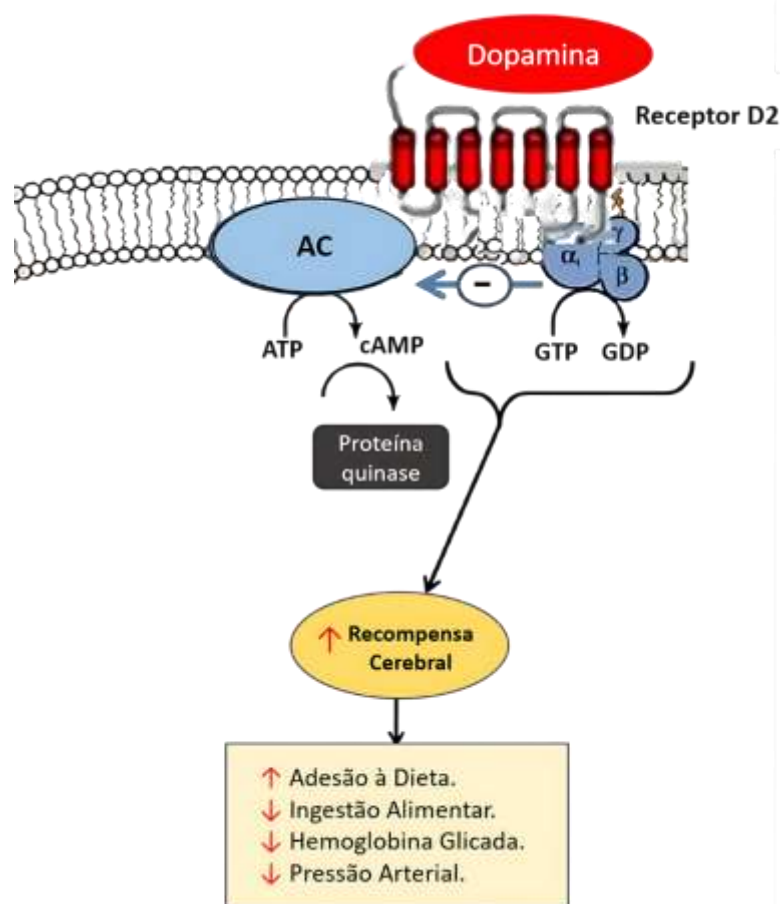 Dopamina
Receptor D2
AC
γ
αi
β
−
ATP
cAMP
GTP
GDP
Proteína
quinase
↑ Recompensa
Cerebral
↑ Adesão à Dieta.
↓ Ingestão Alimentar.
↓ Hemoglobina Glicada.
↓ Pressão Arterial.